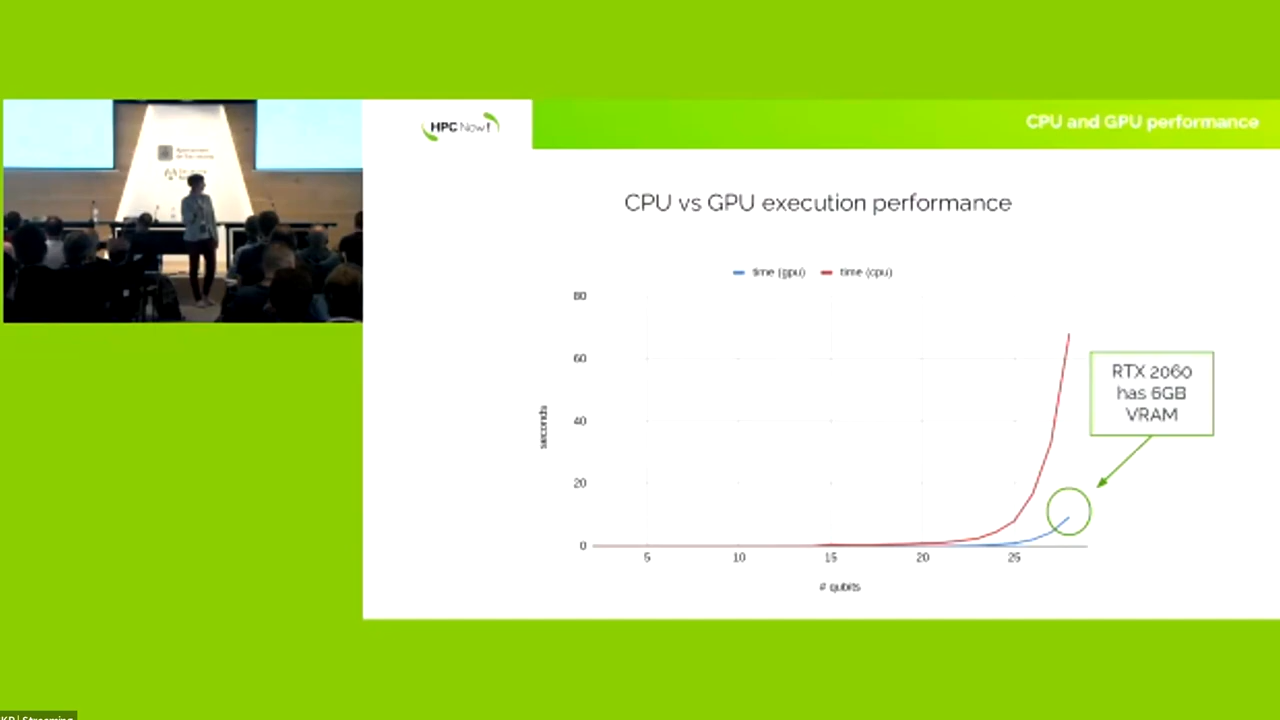 HPC Now!
CPU and GPU performance
CPU vs GPU execution performance
time (gpu) time (cpu)
80
60
40
20
0
seconds
5 10 15 20 25
# qubits
RTX 2060
has 6GB
VRAM